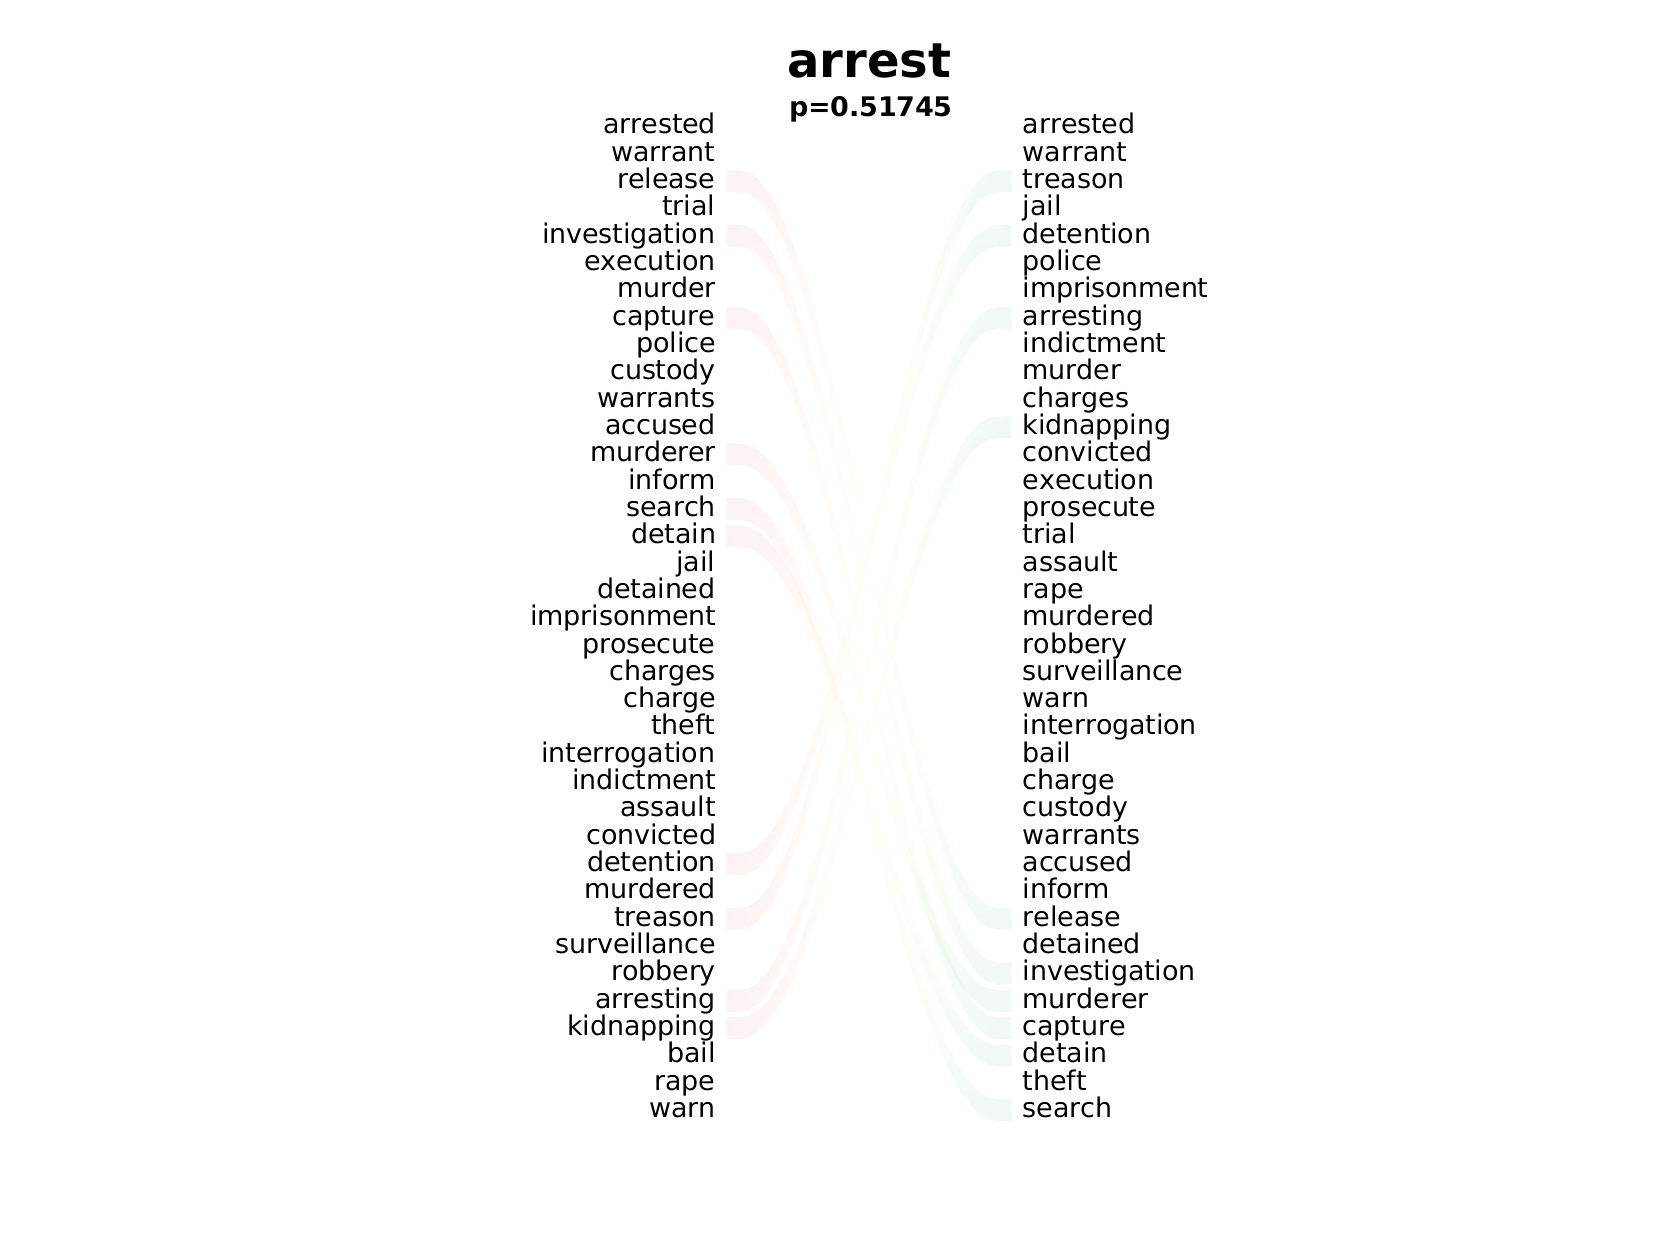 arrest
p=0.51745
arrested arrested
warrant warrant
release treason
trial jail
investigation detention
execution police
murder imprisonment
capture arresting
police indictment
custody murder
warrants charges
accused kidnapping
murderer convicted
inform execution
search prosecute
detain trial
jail assault
detained rape
imprisonment murdered
prosecute robbery
charges surveillance
charge warn
theft interrogation
interrogation bail
indictment charge
assault custody
convicted warrants
detention accused
murdered inform
treason release
surveillance detained
robbery investigation
arresting murderer
kidnapping capture
bail detain
rape theft
warn search